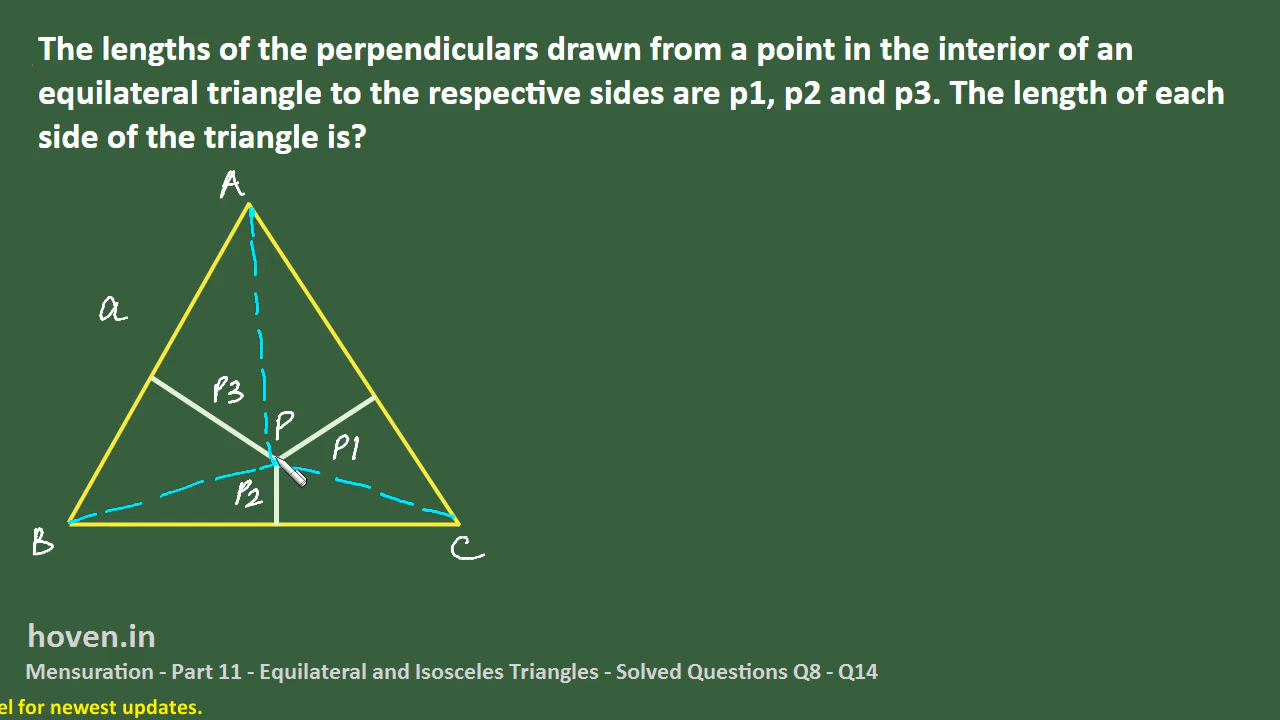 The lengths of the perpendiculars drawn from a point in the interior of an
equilateral triangle to the respective sides are p1, p2 and p3. The length of each
side of the triangle is?
A
a
P3
P
P1
P2
B
C
hoven.in
Mensuration - Part 11 - Equilateral and Isosceles Triangles - Solved Questions Q8 - Q14
el for newest updates.